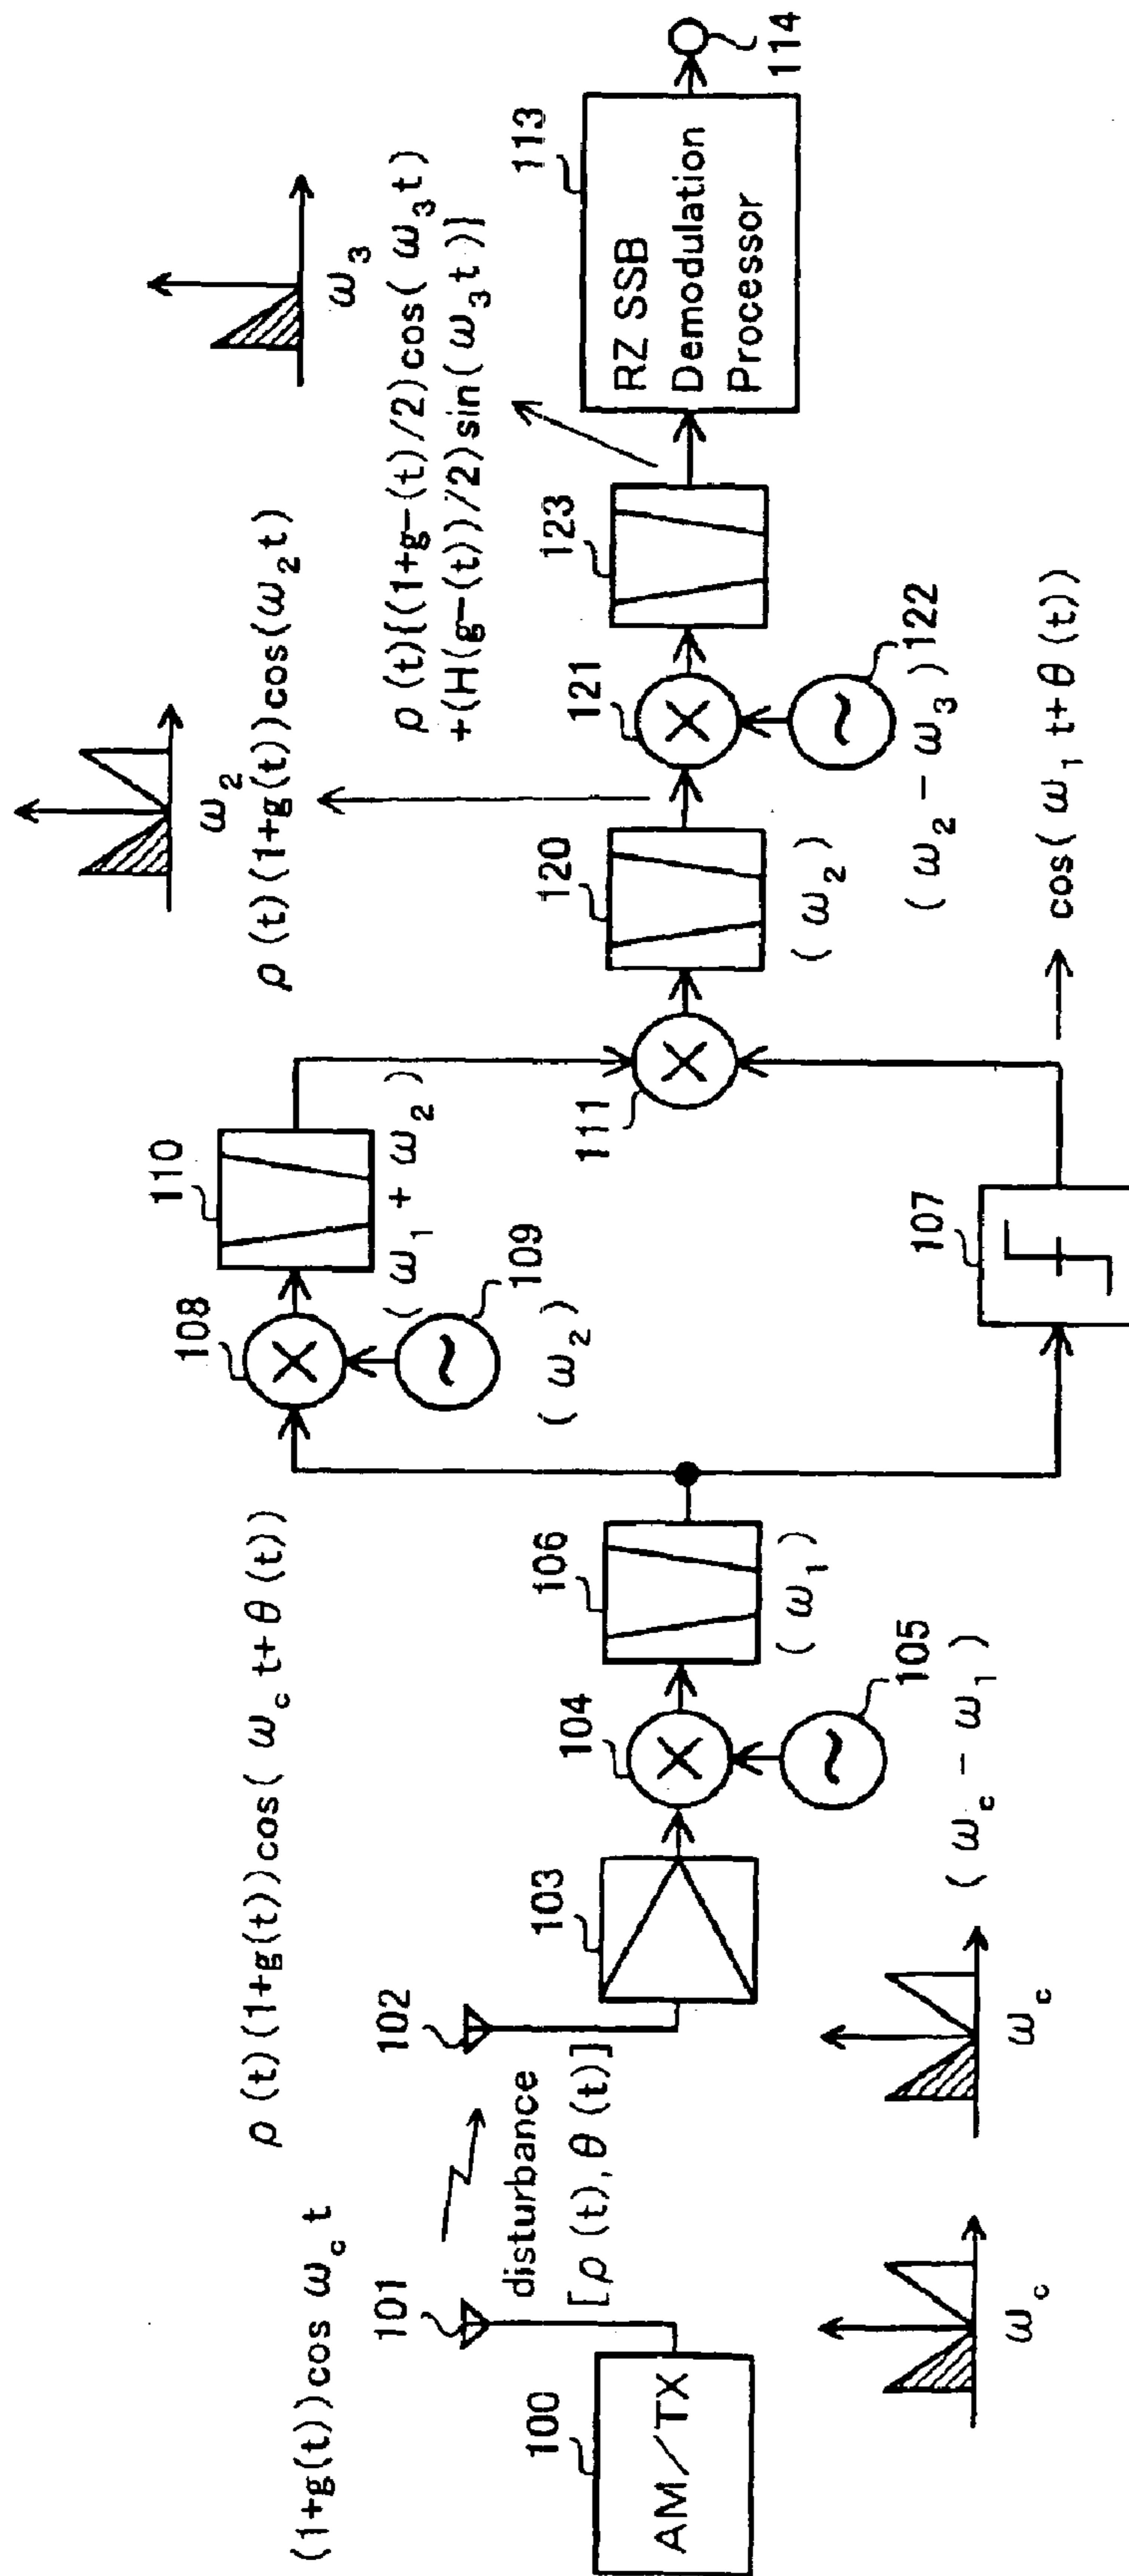 (1+g(t))cos ω_c t
ρ(t)(1+g(t))cos( ω_c t+θ(t))
ρ(t)(1+g(t))cos(ω_2 t)
ρ(t){(1+g-(t)/2)cos( ω_3 t)
+(H(g-(t))/2)sin( ω_3 t)}
ω_2
ω_3
101
disturbance
[ρ(t),θ(t)]
102
100
AM/TX
103
104
105
(ω_c - ω_1)
106
(ω_1)
108
109
(ω_2)
110
(ω_1 + ω_2)
107
cos( ω_1 t+θ(t))
111
120
(ω_2)
121
122
(ω_2 - ω_3)
123
113
RZ SSB
Demodulation
Processor
114
ω_c
ω_c